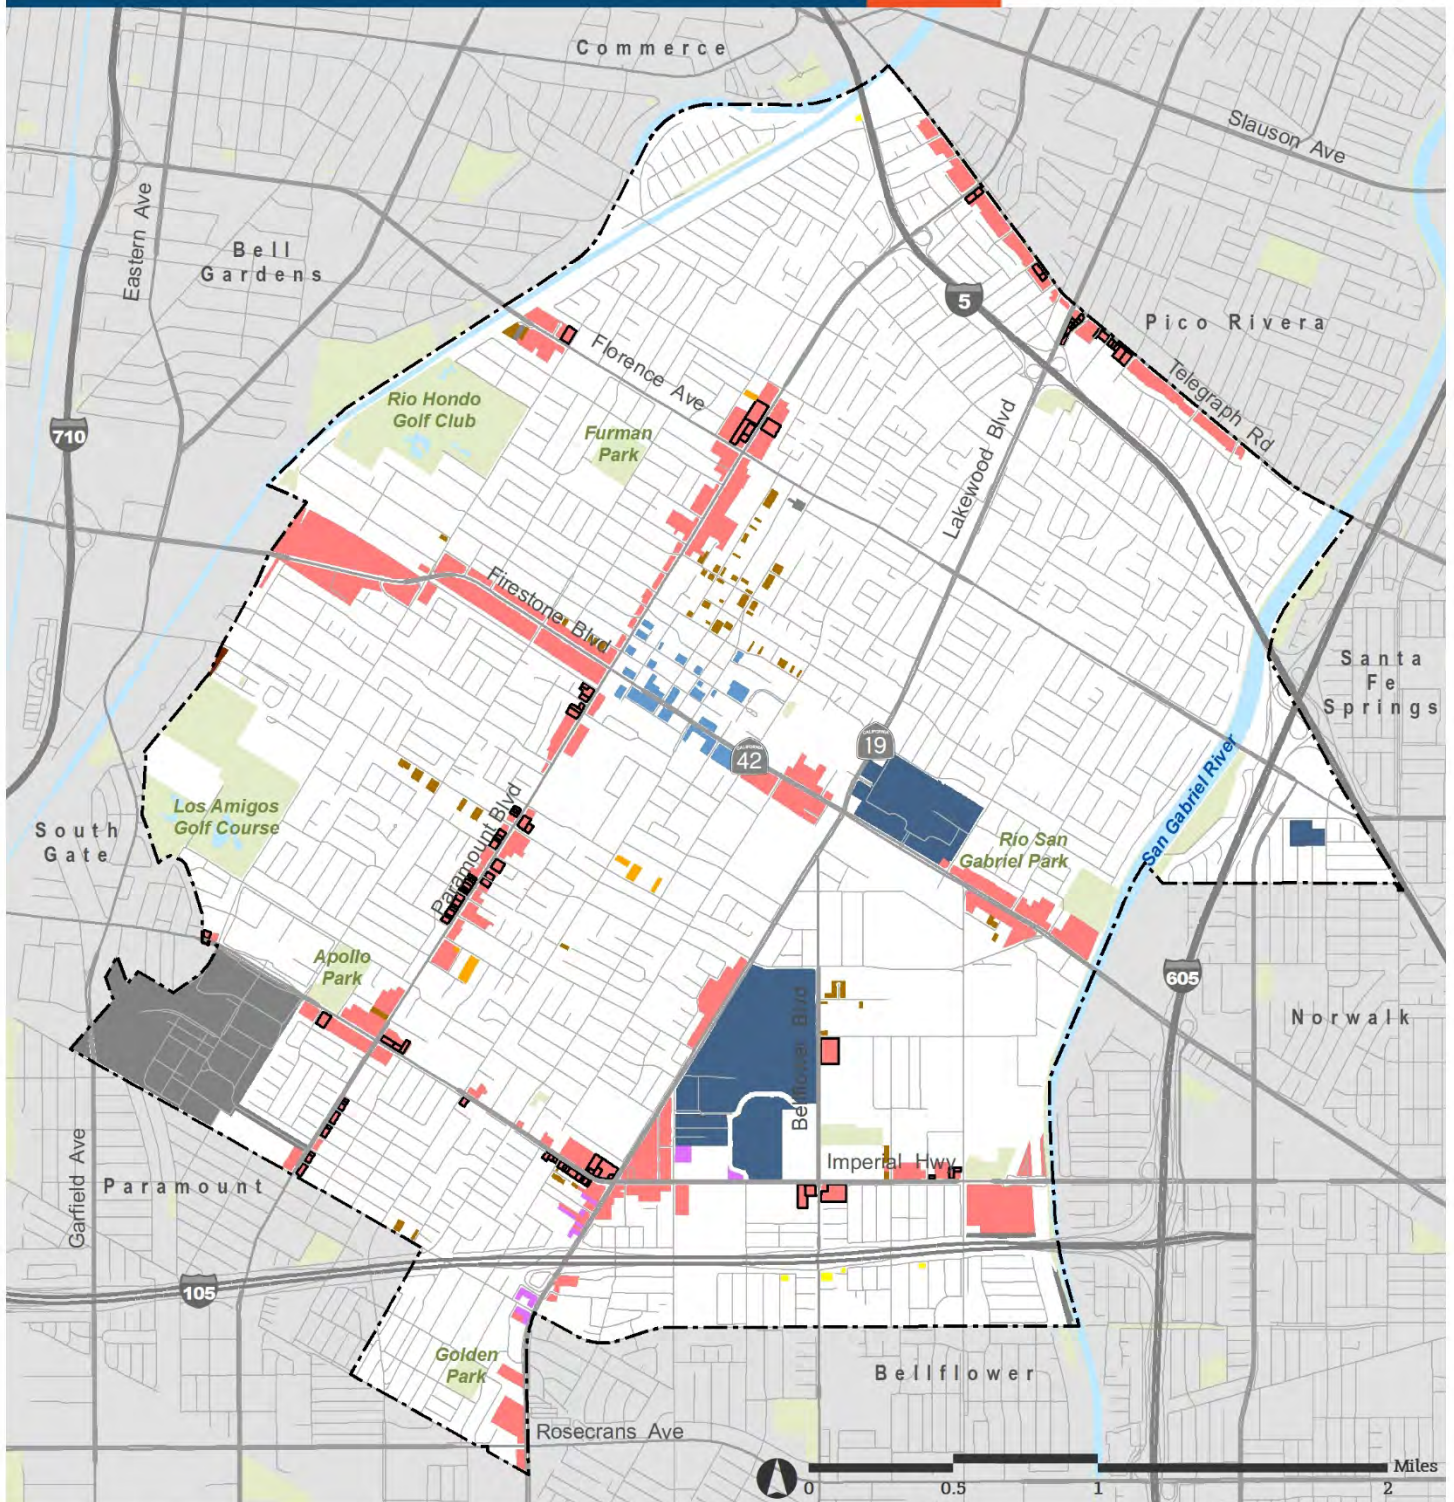 Commerce
Slauson Ave
Eastern Ave
Bell
Gardens
5
Pico Rivera
Florence Ave
Telegraph Rd
Rio Hondo
Golf Club
710
Furman
Park
Lakewood Blvd
Firestone Blvd
Santa
Fe
Springs
CALIFORNIA
19
CALIFORNIA
42
San Gabriel River
Los Amigos
Golf Course
South
Gate
Paramount Blvd
Rio San
Gabriel Park
Apollo
Park
605
Norwalk
Bellflower Blvd
Garfield Ave
Imperial Hwy
Paramount
105
Golden
Park
Bellflower
Rosecrans Ave
Miles
0 0.5 1 2